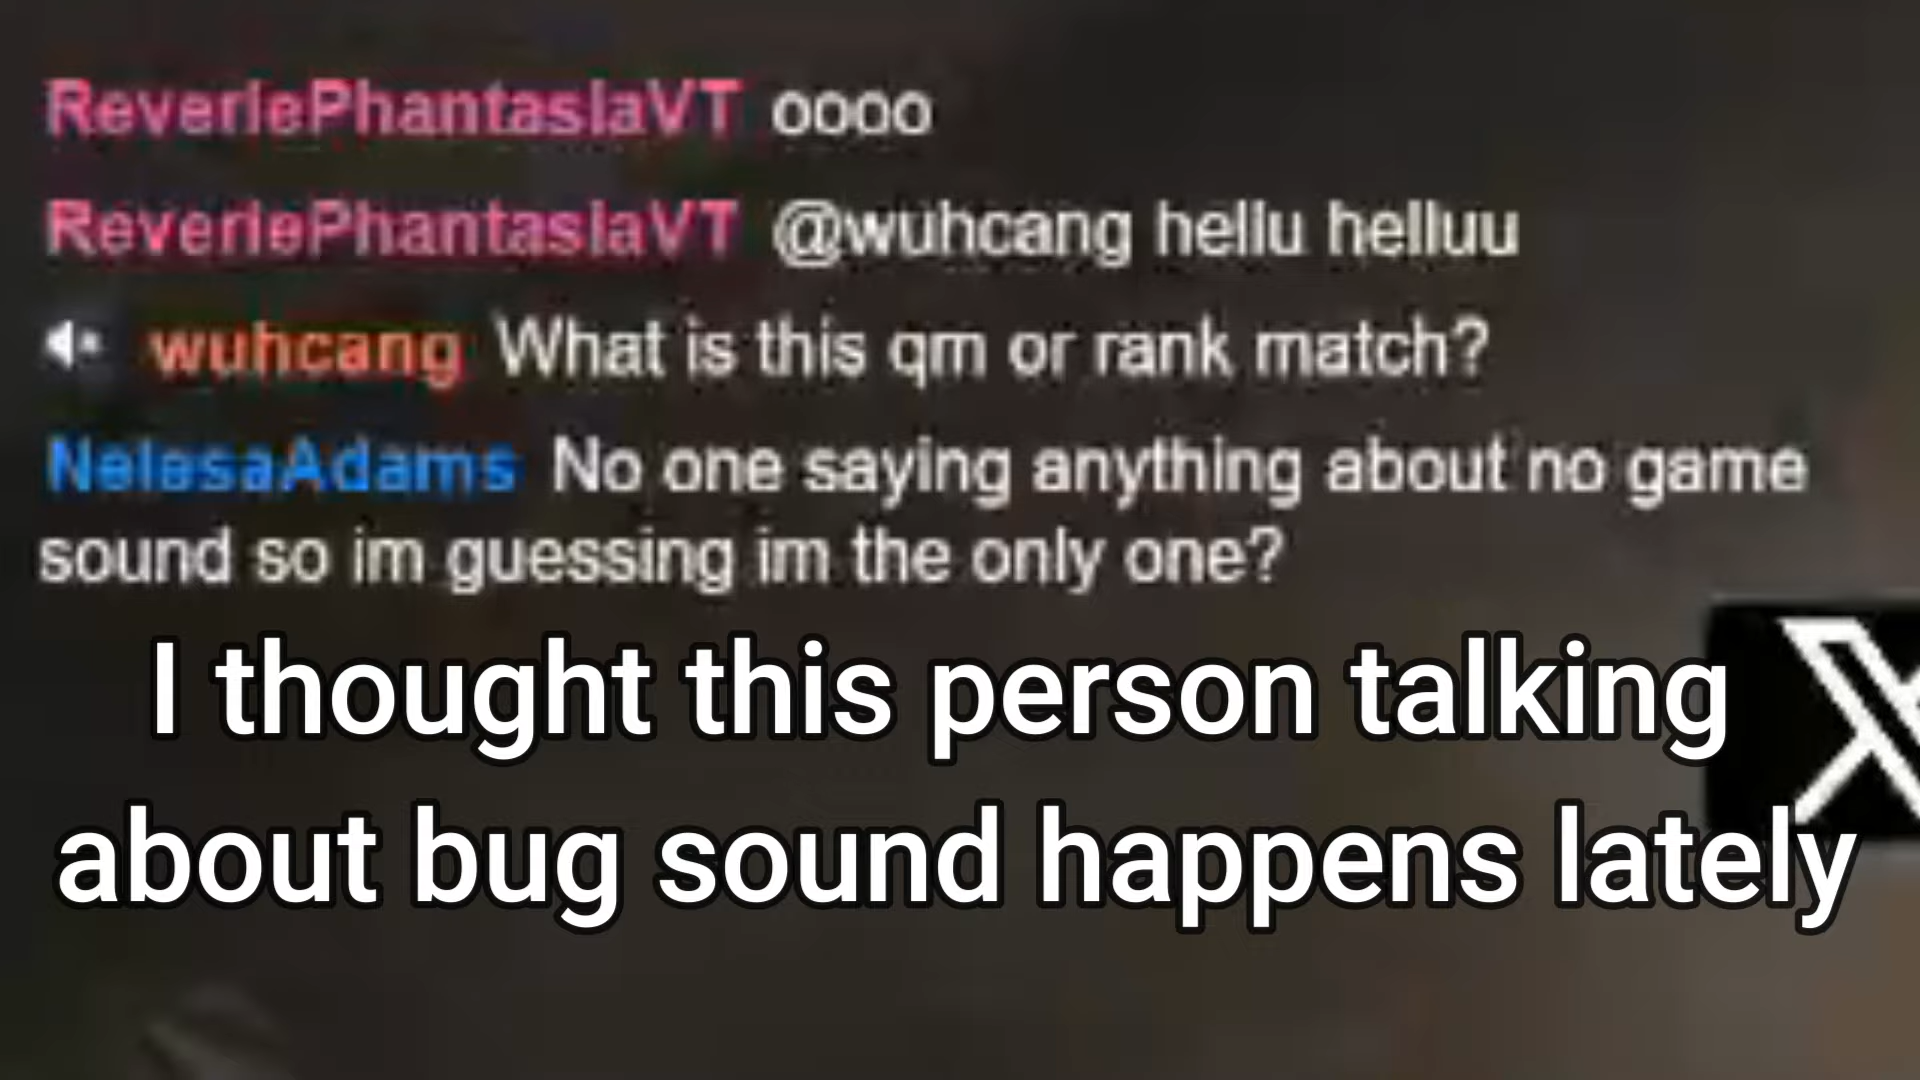 ReveriePhantasiaVT oooo
ReveriePhantasiaVT @wuhcang hellu helluu
wuhcang What is this qm or rank match?
NelesaAdams No one saying anything about no game
sound so im guessing im the only one?
I thought this person talking
about bug sound happens lately